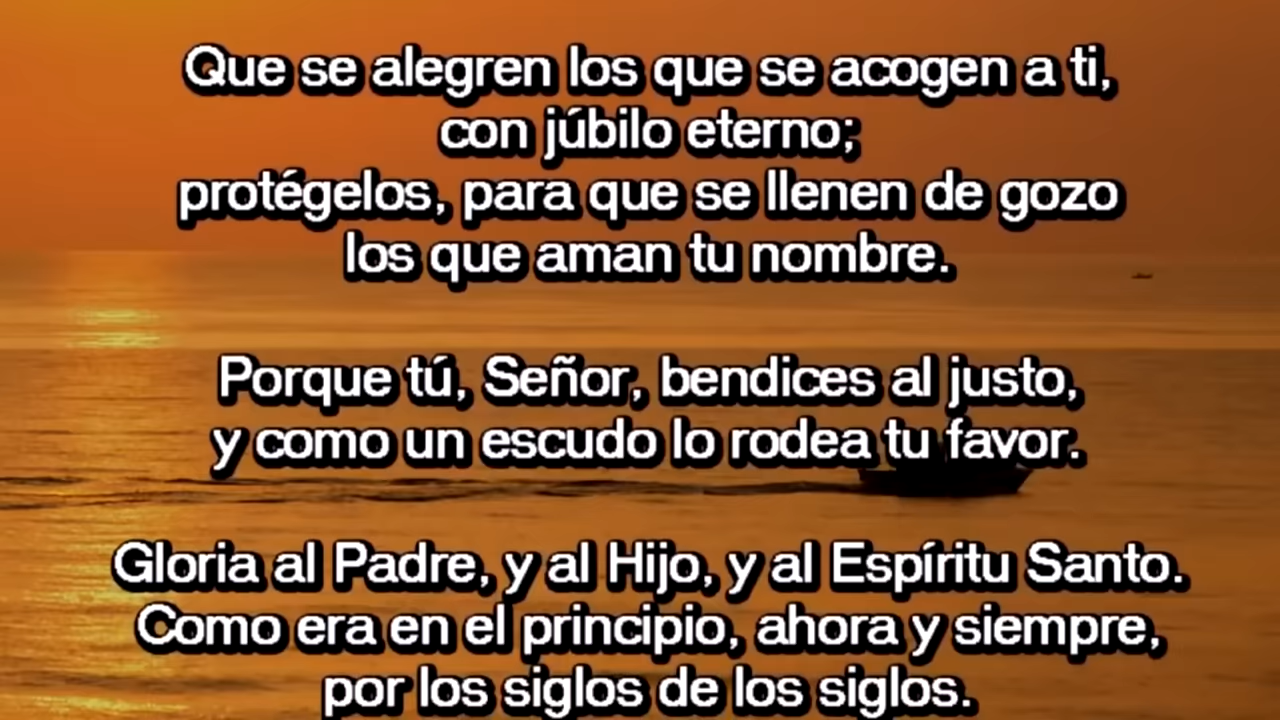 Que se alegren los que se acogen a ti,
con júbilo eterno;
protégelos, para que se llenen de gozo
los que aman tu nombre.
Porque tú, Señor, bendices al justo,
y como un escudo lo rodea tu favor.
Gloria al Padre, y al Hijo, y al Espíritu Santo.
Como era en el principio, ahora y siempre,
por los siglos de los siglos.